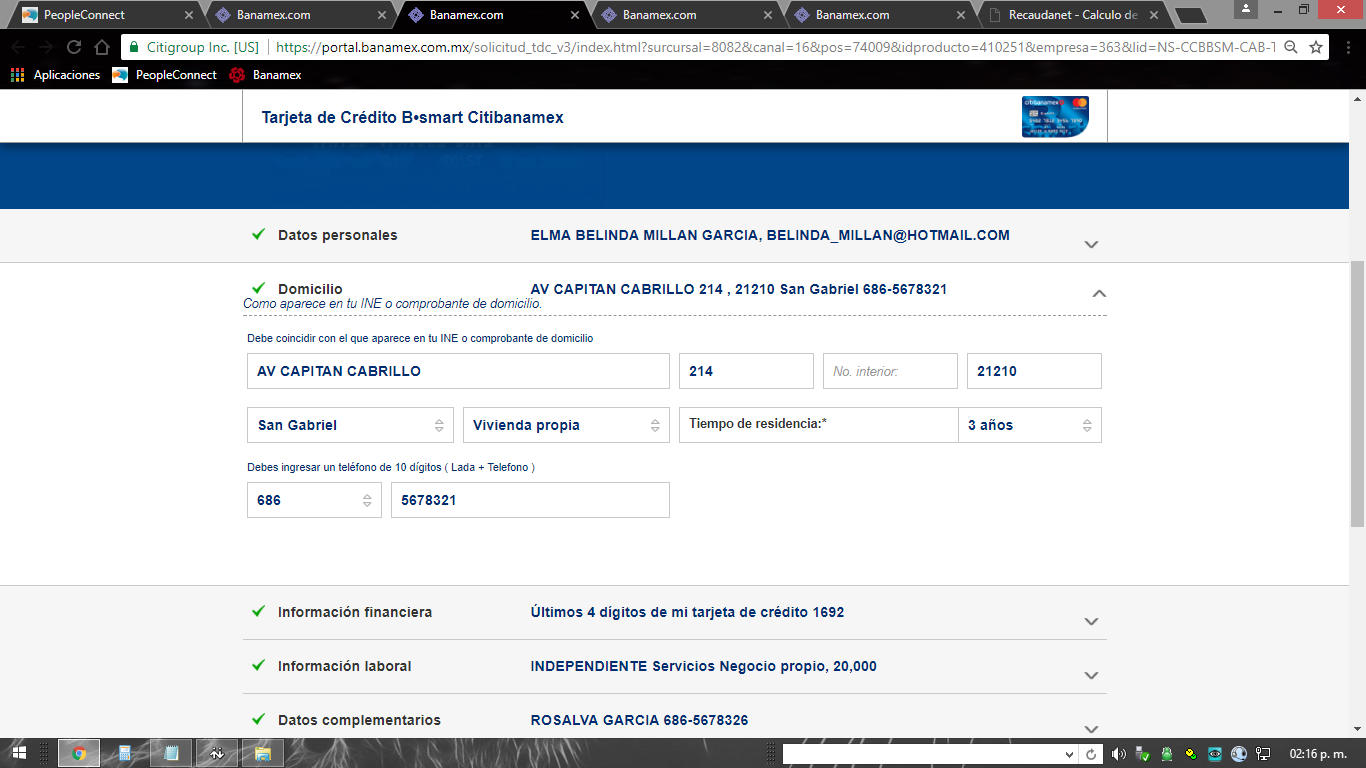 PeopleConnect
Banamex.com
Banamex.com
Banamex.com
Banamex.com
Recaudanet - Calculo de
Citigroup Inc. [US] https://portal.banamex.com.mx/solicitud_tdc_v3/index.html?surcursal=8082&canal=16&pos=74009&idproducto=410251&empresa=363&lid=NS-CCBBSM-CAB-T
Aplicaciones PeopleConnect Banamex
Tarjeta de Crédito B•smart Citibanamex
citibanamex
Datos personales ELMA BELINDA MILLAN GARCIA, BELINDA_MILLAN@HOTMAIL.COM
Domicilio AV CAPITAN CABRILLO 214 , 21210 San Gabriel 686-5678321
Como aparece en tu INE o comprobante de domicilio.
Debe coincidir con el que aparece en tu INE o comprobante de domicilio
AV CAPITAN CABRILLO 214 No. interior: 21210
San Gabriel Vivienda propia Tiempo de residencia:* 3 años
Debes ingresar un teléfono de 10 dígitos ( Lada + Telefono )
686 5678321
Información financiera Últimos 4 dígitos de mi tarjeta de crédito 1692
Información laboral INDEPENDIENTE Servicios Negocio propio, 20,000
Datos complementarios ROSALVA GARCIA 686-5678326
02:16 p. m.